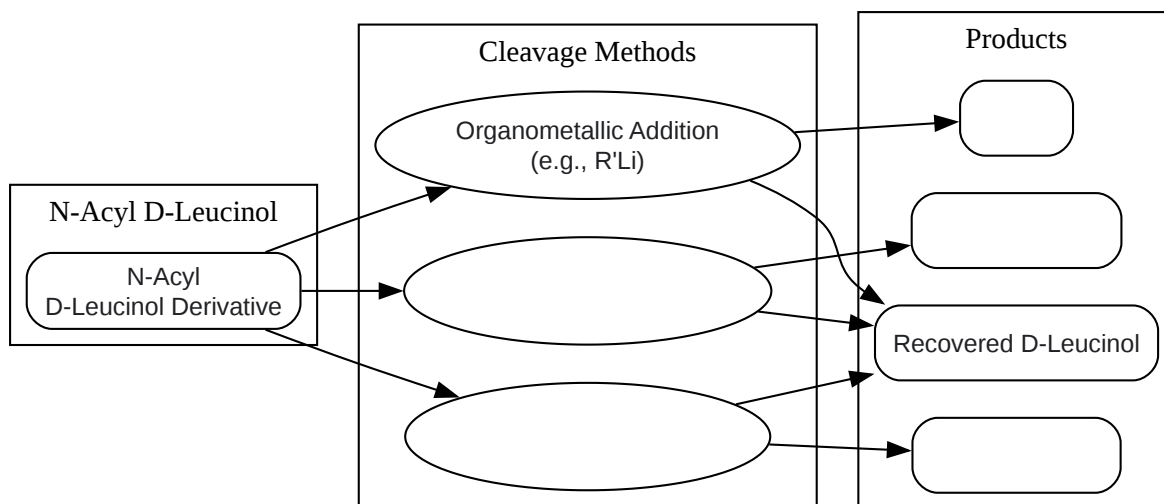 Products
Cleavage Methods
Organometallic Addition
(e.g., R'Li)
N-Acyl D-Leucinol
N-Acyl
D-Leucinol Derivative
Recovered D-Leucinol